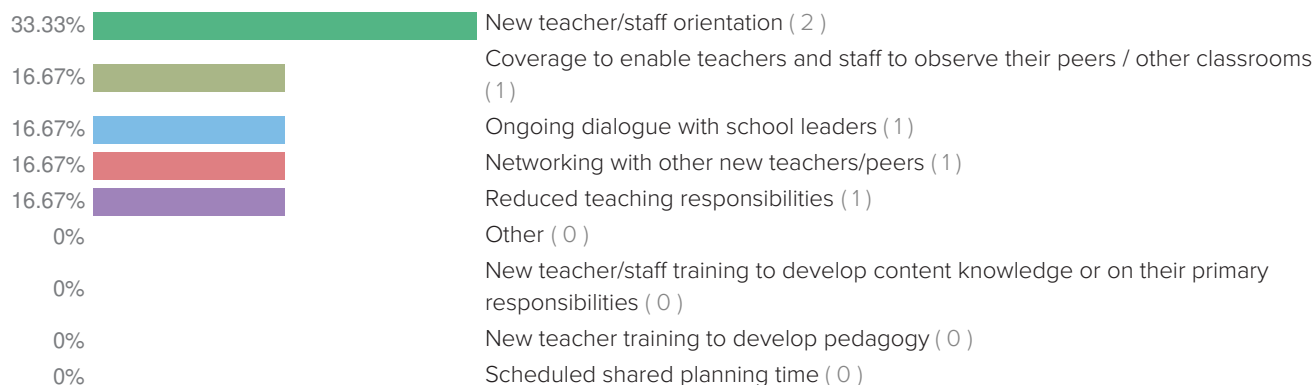 33.33% New teacher/staff orientation ( 2 )
16.67% Coverage to enable teachers and staff to observe their peers / other classrooms
( 1 )
16.67% Ongoing dialogue with school leaders ( 1 )
16.67% Networking with other new teachers/peers ( 1 )
16.67% Reduced teaching responsibilities ( 1 )
0% Other ( 0 )
0% New teacher/staff training to develop content knowledge or on their primary
responsibilities ( 0 )
0% New teacher training to develop pedagogy ( 0 )
0% Scheduled shared planning time ( 0 )